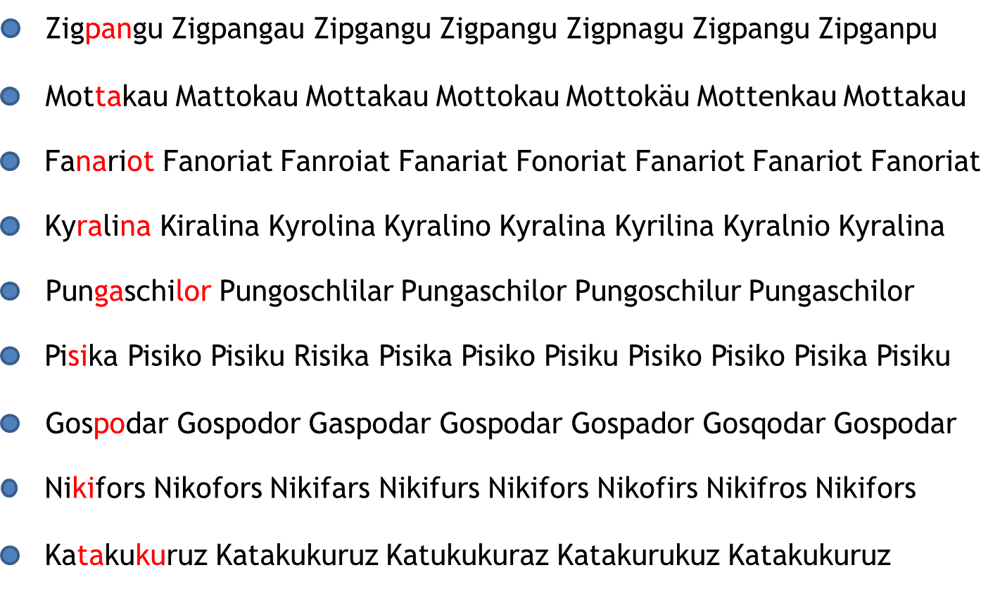 Zigpangu Zigpangau Zipgangu Zigpangu Zigpnagu Zigpangu Zipganpu
Mottakau Mattokau Mottakau Mottokau Mottokäu Mottenkau Mottakau
Fanariot Fanoriat Fanroiat Fanariat Fonoriat Fanariot Fanariot Fanoriat
Kyralina Kiralina Kyrolina Kyralino Kyralina Kyrilina Kyralnio Kyralina
Pungaschilor Pungoschlilar Pungaschilor Pungoschilur Pungaschilor
Pisika Pisiko Pisiku Risika Pisika Pisiko Pisiku Pisiko Pisiko Pisika Pisiku
Gospodar Gospodor Gaspodar Gospodar Gospador Gosqodar Gospodar
Nikifors Nikofors Nikifars Nikifurs Nikifors Nikofirs Nikifros Nikifors
Katakukuruz Katakukuruz Katukukuraz Katakurukuz Katakukuruz